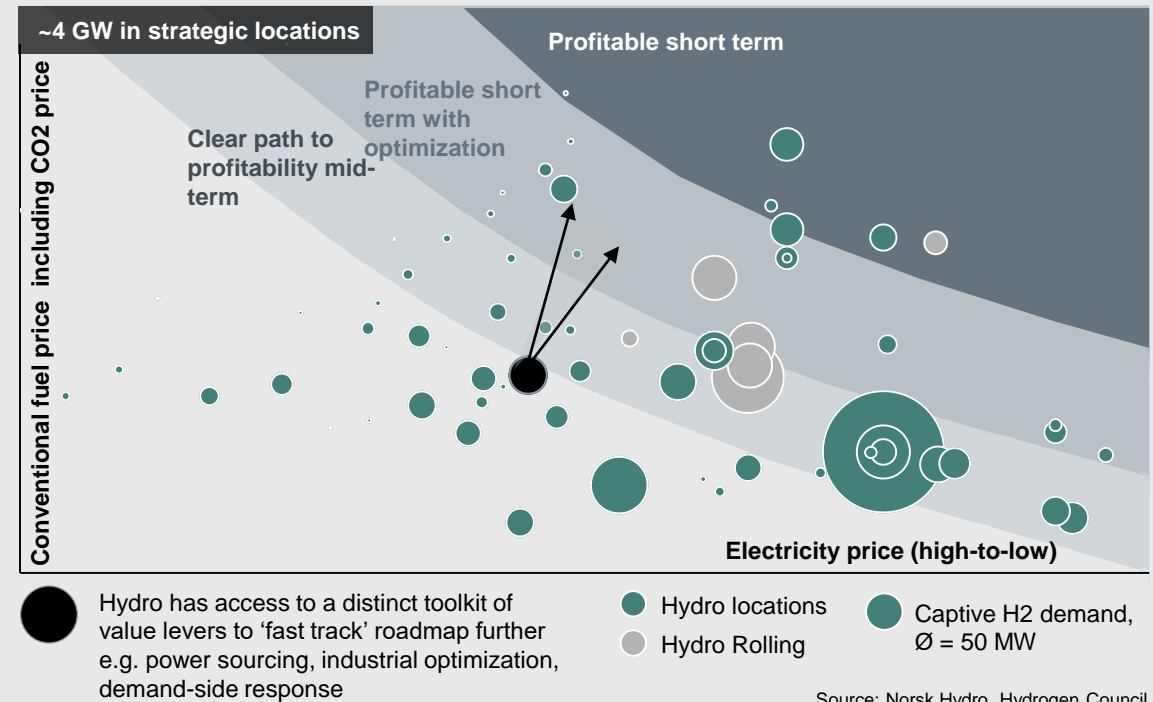 ~4 GW in strategic locations
Conventional fuel price including CO2 price
Profitable short term
Profitable short
term with
optimization
Clear path to
profitability mid-
term
Electricity price (high-to-low)
Hydro has access to a distinct toolkit of
value levers to ‘fast track’ roadmap further
e.g. power sourcing, industrial optimization,
demand-side response
Hydro locations
Hydro Rolling
Captive H2 demand,
Ø = 50 MW
Source: Norsk Hydro, Hydrogen Council